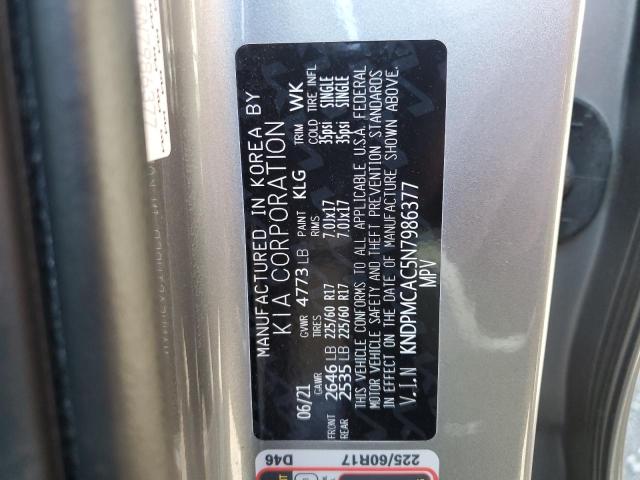 MANUFACTURED IN KOREA BY
KIA CORPORATION
06/21 GVWR 4773 LB PAINT KLG TRIM WK
GAWR TIRES RIMS COLD TIRE INFL
FRONT 2646 LB 225/60 R17 7.0Jx17 35psi SINGLE
REAR 2535 LB 225/60 R17 7.0Jx17 35psi SINGLE
THIS VEHICLE CONFORMS TO ALL APPLICABLE U.S.A. FEDERAL
MOTOR VEHICLE SAFETY AND THEFT PREVENTION STANDARDS
IN EFFECT ON THE DATE OF MANUFACTURE SHOWN ABOVE.
V.I.N KNDPMCAC5N7986377
MPV
D46
225/60R17